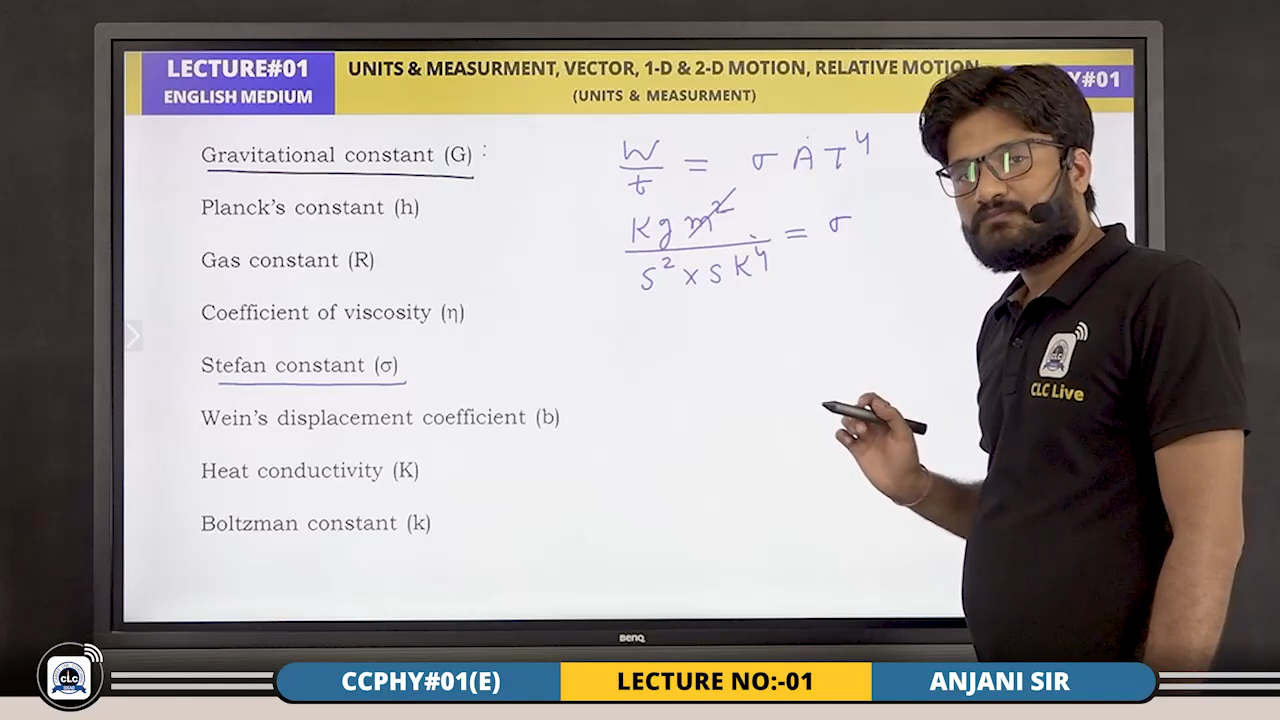 LECTURE#01
ENGLISH MEDIUM
UNITS & MEASURMENT, VECTOR, 1-D & 2-D MOTION, RELATIVE MOTION
(UNITS & MEASURMENT)
Y#01
Gravitational constant (G) :
Planck's constant (h)
Gas constant (R)
Coefficient of viscosity (η)
Stefan constant (σ)
Wein's displacement coefficient (b)
Heat conductivity (K)
Boltzman constant (k)
W/t = σ A T⁴
Kg m²/s² × s K⁴ = σ
CLC Live
BENQ
CLC
CCPHY#01(E)
LECTURE NO:-01
ANJANI SIR